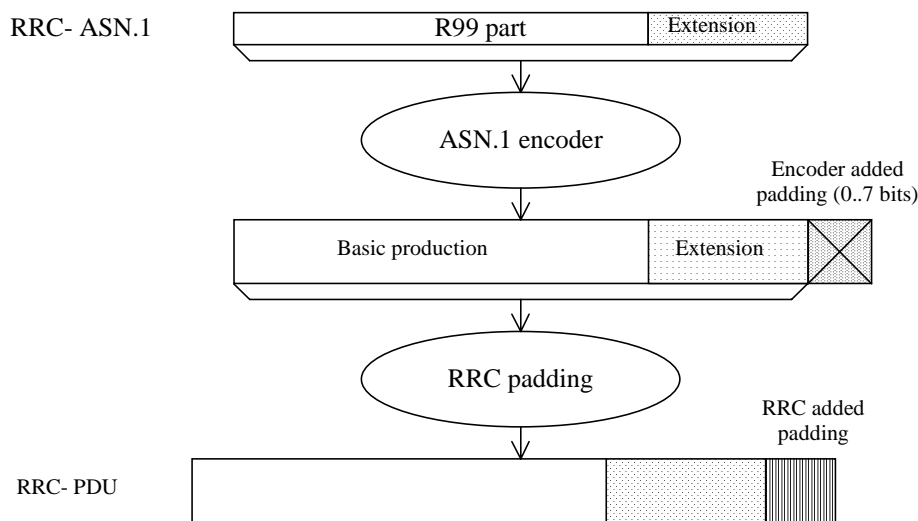 RRC- ASN.1
R99 part
Extension
ASN.1 encoder
Encoder added
padding (0..7 bits)
Basic production
Extension
RRC padding
RRC added
padding
RRC- PDU